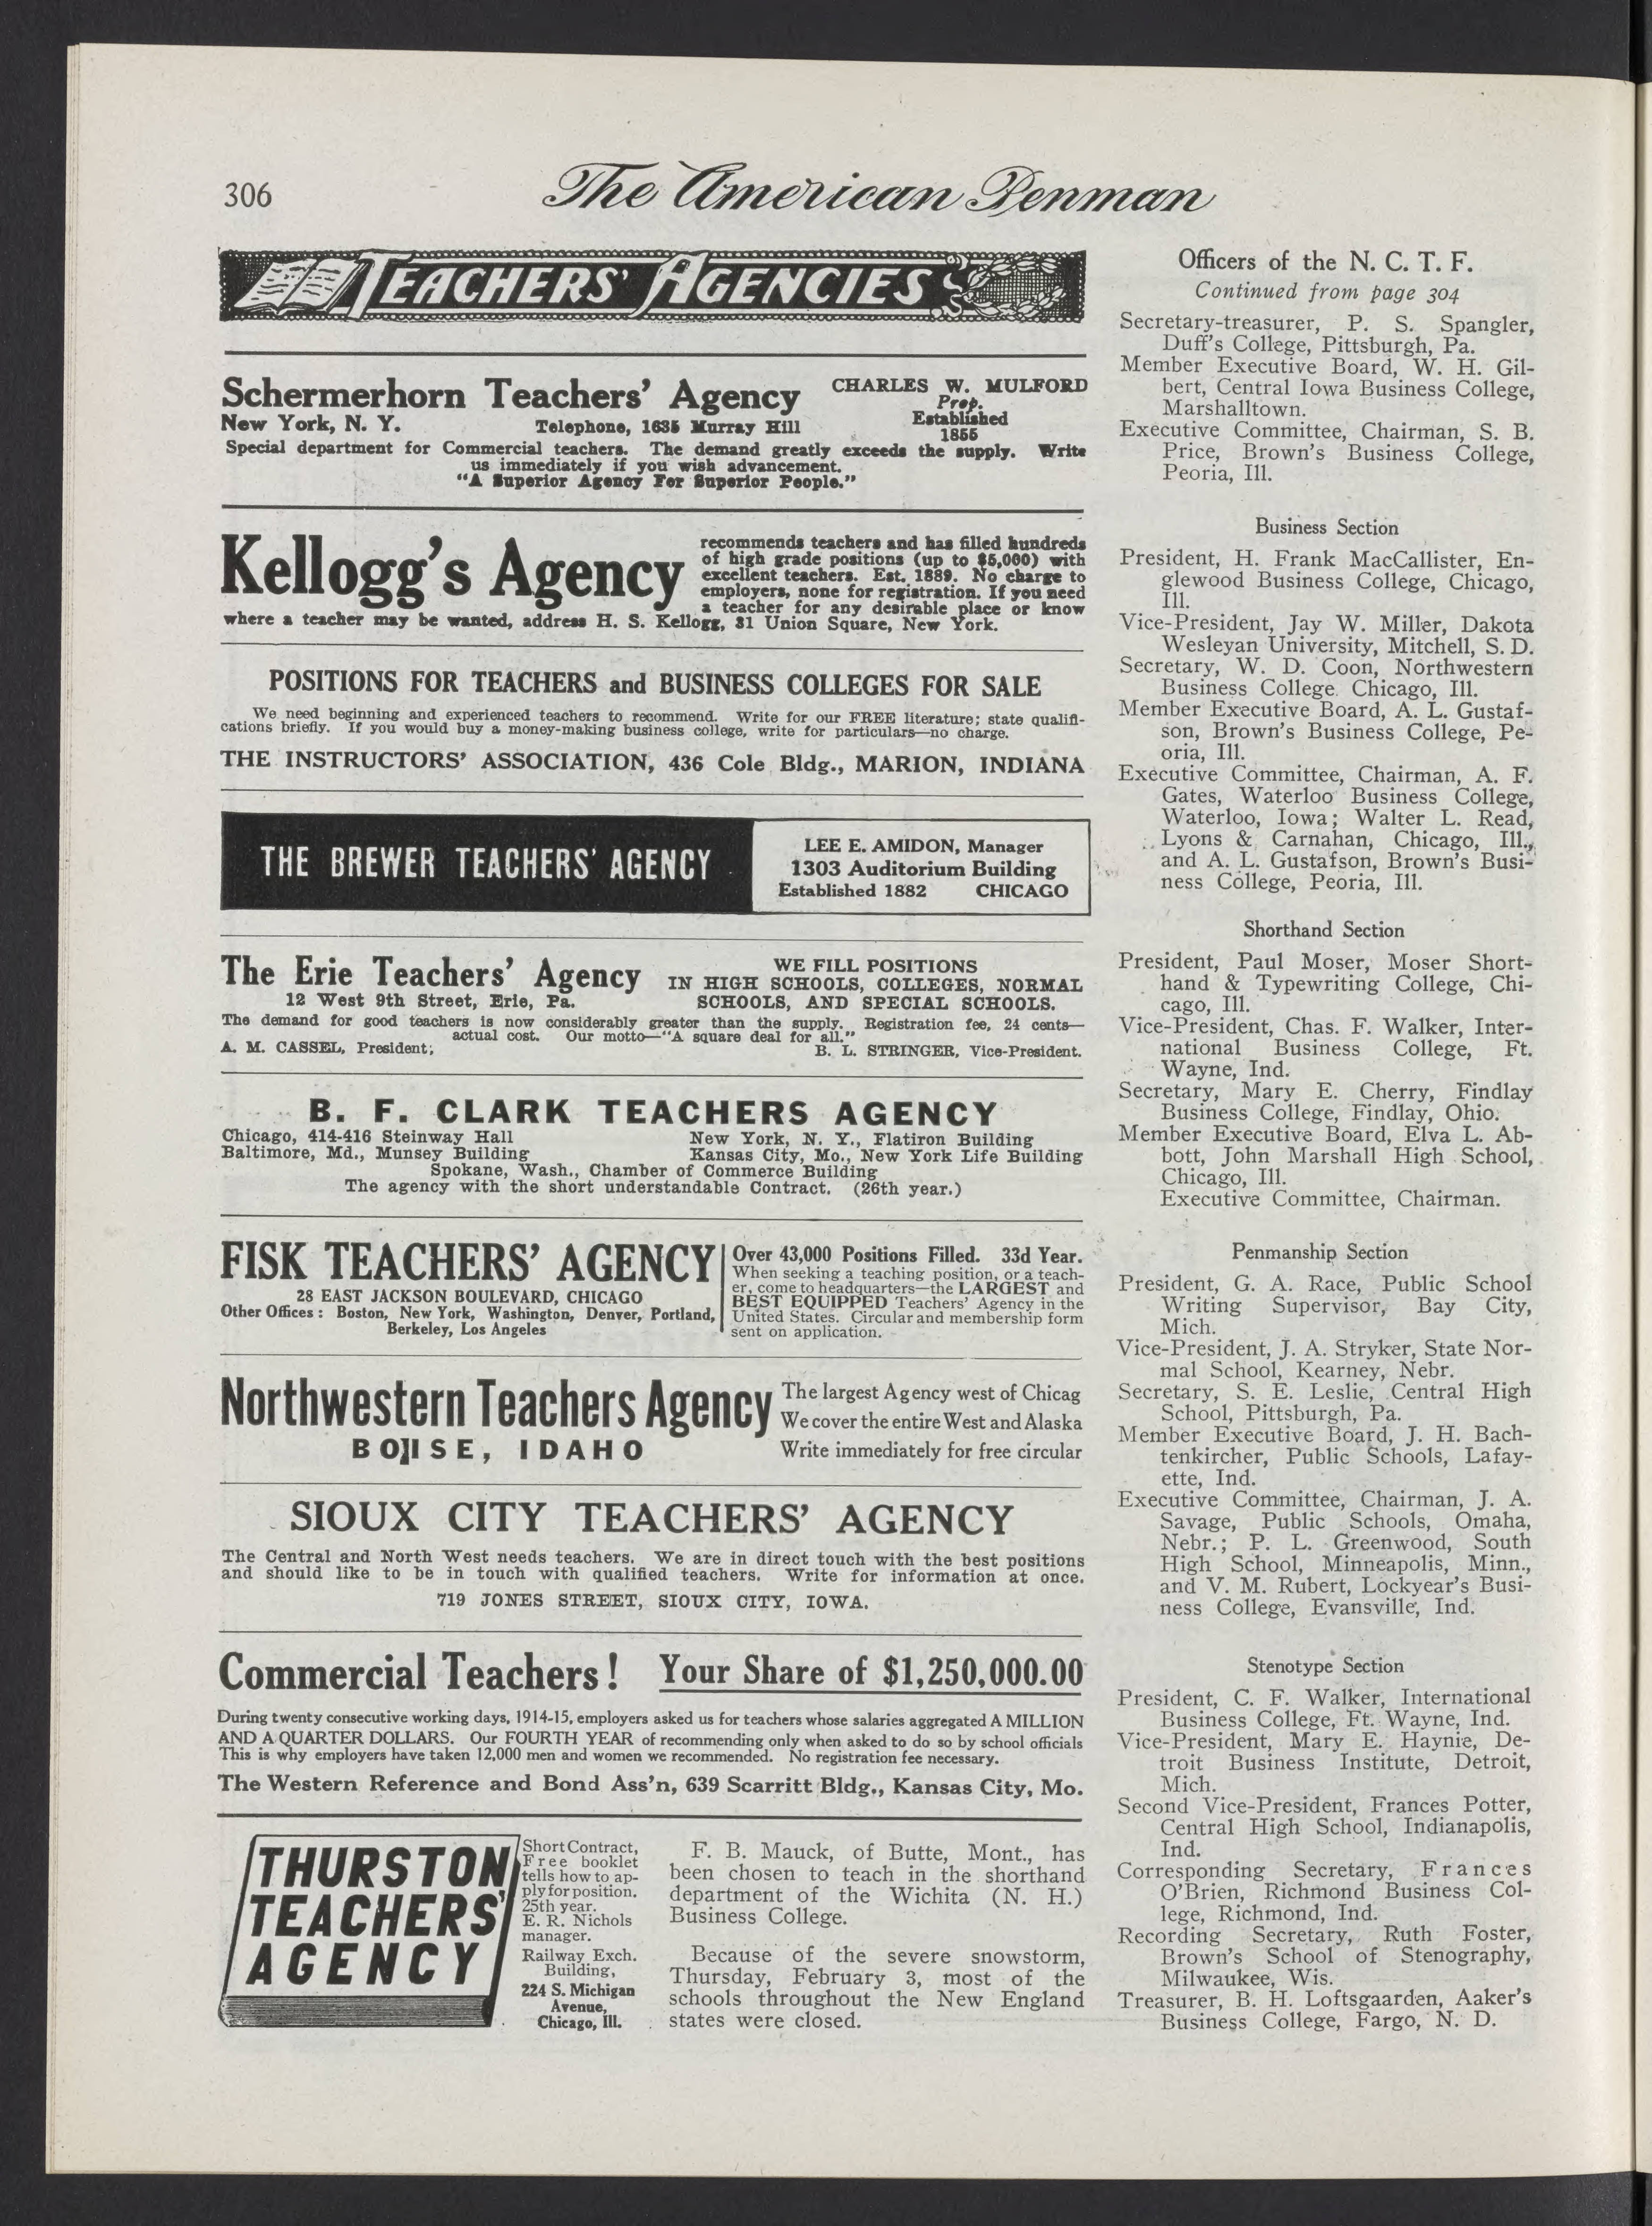 306
The American Penman
TEACHERS' AGENCIES
Schermerhorn Teachers' Agency
New York, N. Y. Telephone, 1635 Murray Hill
CHARLES W. MULFORD
Prop.
Established
1855
Special department for Commercial teachers. The demand greatly exceeds the supply. Write
us immediately if you wish advancement.
"A Superior Agency For Superior People."
Kellogg's Agency
recommends teachers and has filled hundreds
of high grade positions (up to $5,000) with
excellent teachers. Est. 1889. No charge to
employers, none for registration. If you need
a teacher for any desirable place or know
where a teacher may be wanted, address H. S. Kellogg, 31 Union Square, New York.
POSITIONS FOR TEACHERS and BUSINESS COLLEGES FOR SALE
We need beginning and experienced teachers to recommend. Write for our FREE literature; state qualifi-
cations briefly. If you would buy a money-making business college, write for particulars—no charge.
THE INSTRUCTORS' ASSOCIATION, 436 Cole Bldg., MARION, INDIANA
THE BREWER TEACHERS' AGENCY
LEE E. AMIDON, Manager
1303 Auditorium Building
Established 1882 CHICAGO
The Erie Teachers' Agency
12 West 9th Street, Erie, Pa.
WE FILL POSITIONS
IN HIGH SCHOOLS, COLLEGES, NORMAL
SCHOOLS, AND SPECIAL SCHOOLS.
The demand for good teachers is now considerably greater than the supply. Registration fee, 24 cents—
actual cost. Our motto—"A square deal for all."
A. M. CASSEL, President; B. L. STRINGER, Vice-President.
B. F. CLARK TEACHERS AGENCY
Chicago, 414-416 Steinway Hall New York, N. Y., Flatiron Building
Baltimore, Md., Munsey Building Kansas City, Mo., New York Life Building
Spokane, Wash., Chamber of Commerce Building
The agency with the short understandable Contract. (26th year.)
FISK TEACHERS' AGENCY
28 EAST JACKSON BOULEVARD, CHICAGO
Other Offices: Boston, New York, Washington, Denver, Portland,
Berkeley, Los Angeles
Over 43,000 Positions Filled. 33d Year.
When seeking a teaching position, or a teach-
er, come to headquarters—the LARGEST and
BEST EQUIPPED Teachers' Agency in the
United States. Circular and membership form
sent on application.
Northwestern Teachers Agency
BOISE, IDAHO
The largest Agency west of Chicag
We cover the entire West and Alaska
Write immediately for free circular
SIOUX CITY TEACHERS' AGENCY
The Central and North West needs teachers. We are in direct touch with the best positions
and should like to be in touch with qualified teachers. Write for information at once.
719 JONES STREET, SIOUX CITY, IOWA.
Commercial Teachers! Your Share of $1,250,000.00
During twenty consecutive working days, 1914-15, employers asked us for teachers whose salaries aggregated A MILLION
AND A QUARTER DOLLARS. Our FOURTH YEAR of recommending only when asked to do so by school officials
This is why employers have taken 12,000 men and women we recommended. No registration fee necessary.
The Western Reference and Bond Ass'n, 639 Scarritt Bldg., Kansas City, Mo.
THURSTON
TEACHERS'
AGENCY
Short Contract,
Free booklet
tells how to ap-
ply for position.
25th year.
E. R. Nichols
manager.
Railway Exch.
Building,
224 S. Michigan
Avenue,
Chicago, Ill.
F. B. Mauck, of Butte, Mont., has
been chosen to teach in the shorthand
department of the Wichita (N. H.)
Business College.
Because of the severe snowstorm,
Thursday, February 3, most of the
schools throughout the New England
states were closed.
Officers of the N. C. T. F.
Continued from page 304
Secretary-treasurer, P. S. Spangler,
Duff's College, Pittsburgh, Pa.
Member Executive Board, W. H. Gil-
bert, Central Iowa Business College,
Marshalltown.
Executive Committee, Chairman, S. B.
Price, Brown's Business College,
Peoria, Ill.
Business Section
President, H. Frank MacCallister, En-
glewood Business College, Chicago,
Ill.
Vice-President, Jay W. Miller, Dakota
Wesleyan University, Mitchell, S. D.
Secretary, W. D. Coon, Northwestern
Business College. Chicago, Ill.
Member Executive Board, A. L. Gustaf-
son, Brown's Business College, Pe-
oria, Ill.
Executive Committee, Chairman, A. F.
Gates, Waterloo Business College,
Waterloo, Iowa; Walter L. Read,
Lyons & Carnahan, Chicago, Ill.,
and A. L. Gustafson, Brown's Busi-
ness College, Peoria, Ill.
Shorthand Section
President, Paul Moser, Moser Short-
hand & Typewriting College, Chi-
cago, Ill.
Vice-President, Chas. F. Walker, Inter-
national Business College, Ft.
Wayne, Ind.
Secretary, Mary E. Cherry, Findlay
Business College, Findlay, Ohio.
Member Executive Board, Elva L. Ab-
bott, John Marshall High School,
Chicago, Ill.
Executive Committee, Chairman.
Penmanship Section
President, G. A. Race, Public School
Writing Supervisor, Bay City,
Mich.
Vice-President, J. A. Stryker, State Nor-
mal School, Kearney, Nebr.
Secretary, S. E. Leslie, Central High
School, Pittsburgh, Pa.
Member Executive Board, J. H. Bach-
tenkircher, Public Schools, Lafay-
ette, Ind.
Executive Committee, Chairman, J. A.
Savage, Public Schools, Omaha,
Nebr.; P. L. Greenwood, South
High School, Minneapolis, Minn.,
and V. M. Rubert, Lockyear's Busi-
ness College, Evansville, Ind.
Stenotype Section
President, C. F. Walker, International
Business College, Ft. Wayne, Ind.
Vice-President, Mary E. Haynie, De-
troit Business Institute, Detroit,
Mich.
Second Vice-President, Frances Potter,
Central High School, Indianapolis,
Ind.
Corresponding Secretary, Frances
O'Brien, Richmond Business Col-
lege, Richmond, Ind.
Recording Secretary, Ruth Foster,
Brown's School of Stenography,
Milwaukee, Wis.
Treasurer, B. H. Loftsgaarden, Aaker's
Business College, Fargo, N. D.